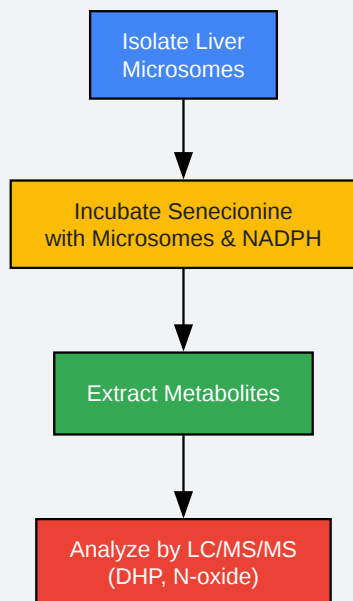 Isolate Liver
Microsomes
Incubate Senecionine
with Microsomes & NADPH
Extract Metabolites
Analyze by LC/MS/MS
(DHP, N-oxide)